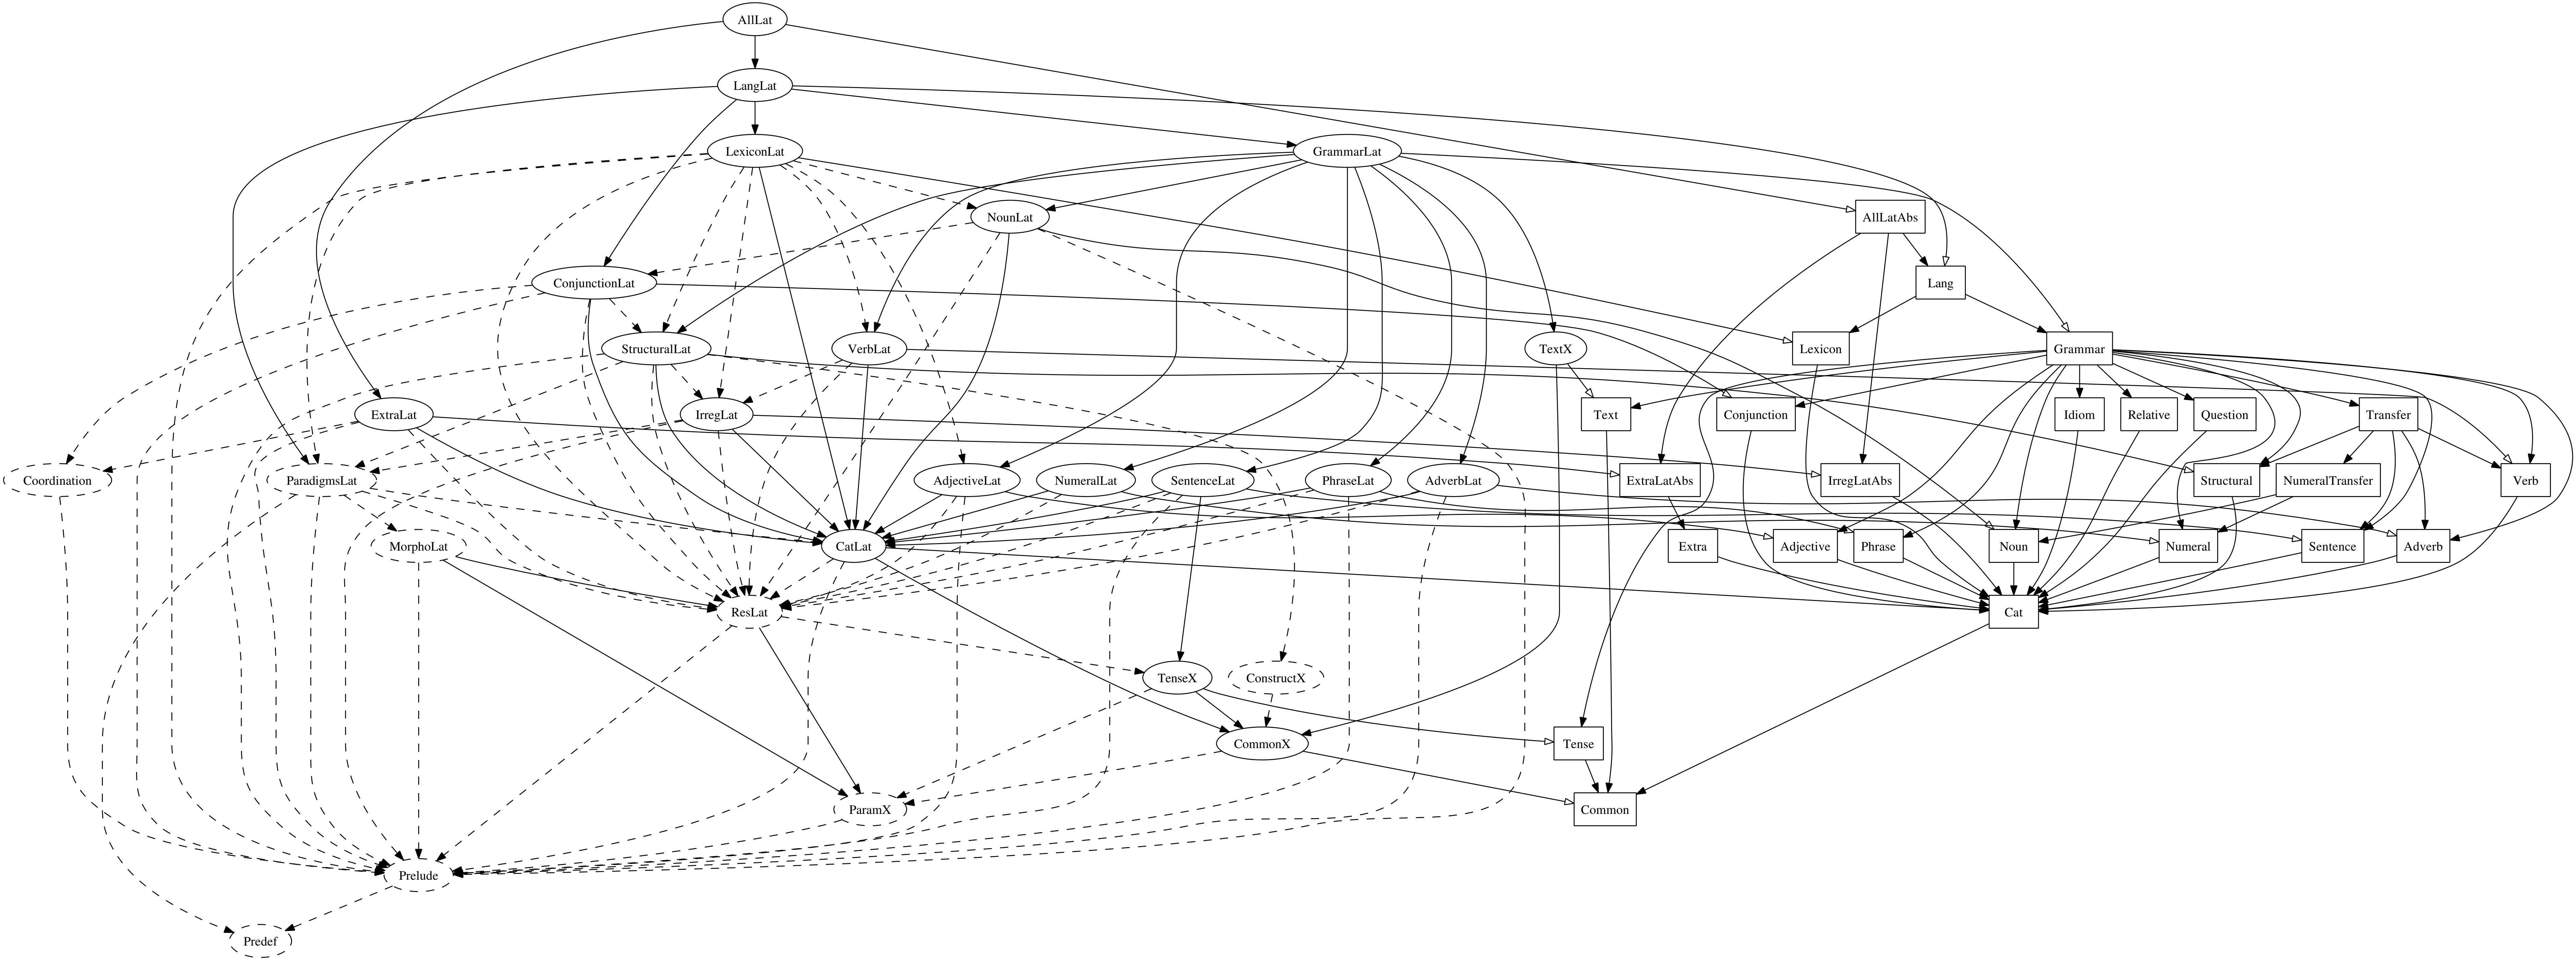 AllLat
LangLat
LexiconLat
GrammarLat
NounLat
AllLatAbs
ConjunctionLat
Lang
StructuralLat
VerbLat
TextX
Lexicon
Grammar
ExtraLat
IrregLat
Text
Conjunction
Idiom
Relative
Question
Transfer
Coordination
ParadigmsLat
AdjectiveLat
NumeralLat
SentenceLat
PhraseLat
AdverbLat
ExtraLatAbs
IrregLatAbs
Structural
NumeralTransfer
Verb
MorphoLat
CatLat
Extra
Adjective
Phrase
Noun
Numeral
Sentence
Adverb
ResLat
Cat
TenseX
ConstructX
CommonX
Tense
ParamX
Common
Prelude
Predef